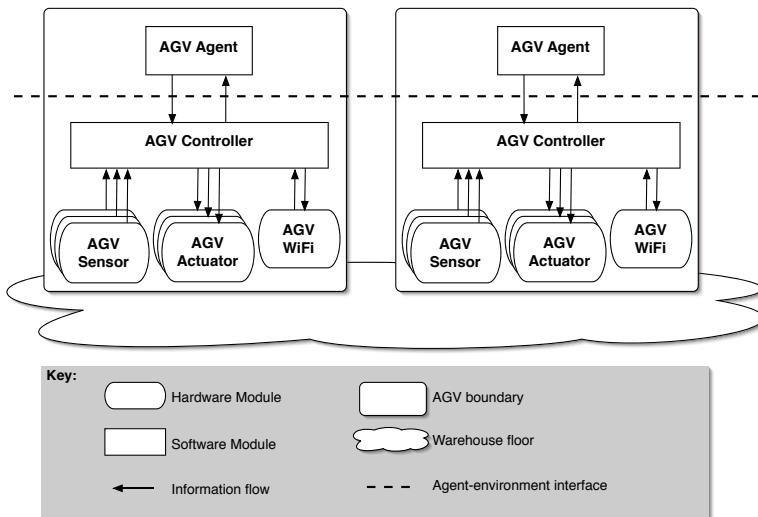 AGV Agent
AGV Agent
AGV Controller
AGV Controller
AGV
Sensor
AGV
Actuator
AGV
WiFi
AGV
Sensor
AGV
Actuator
AGV
WiFi
Key:
Hardware Module
AGV boundary
Software Module
Warehouse floor
Information flow
Agent-environment interface